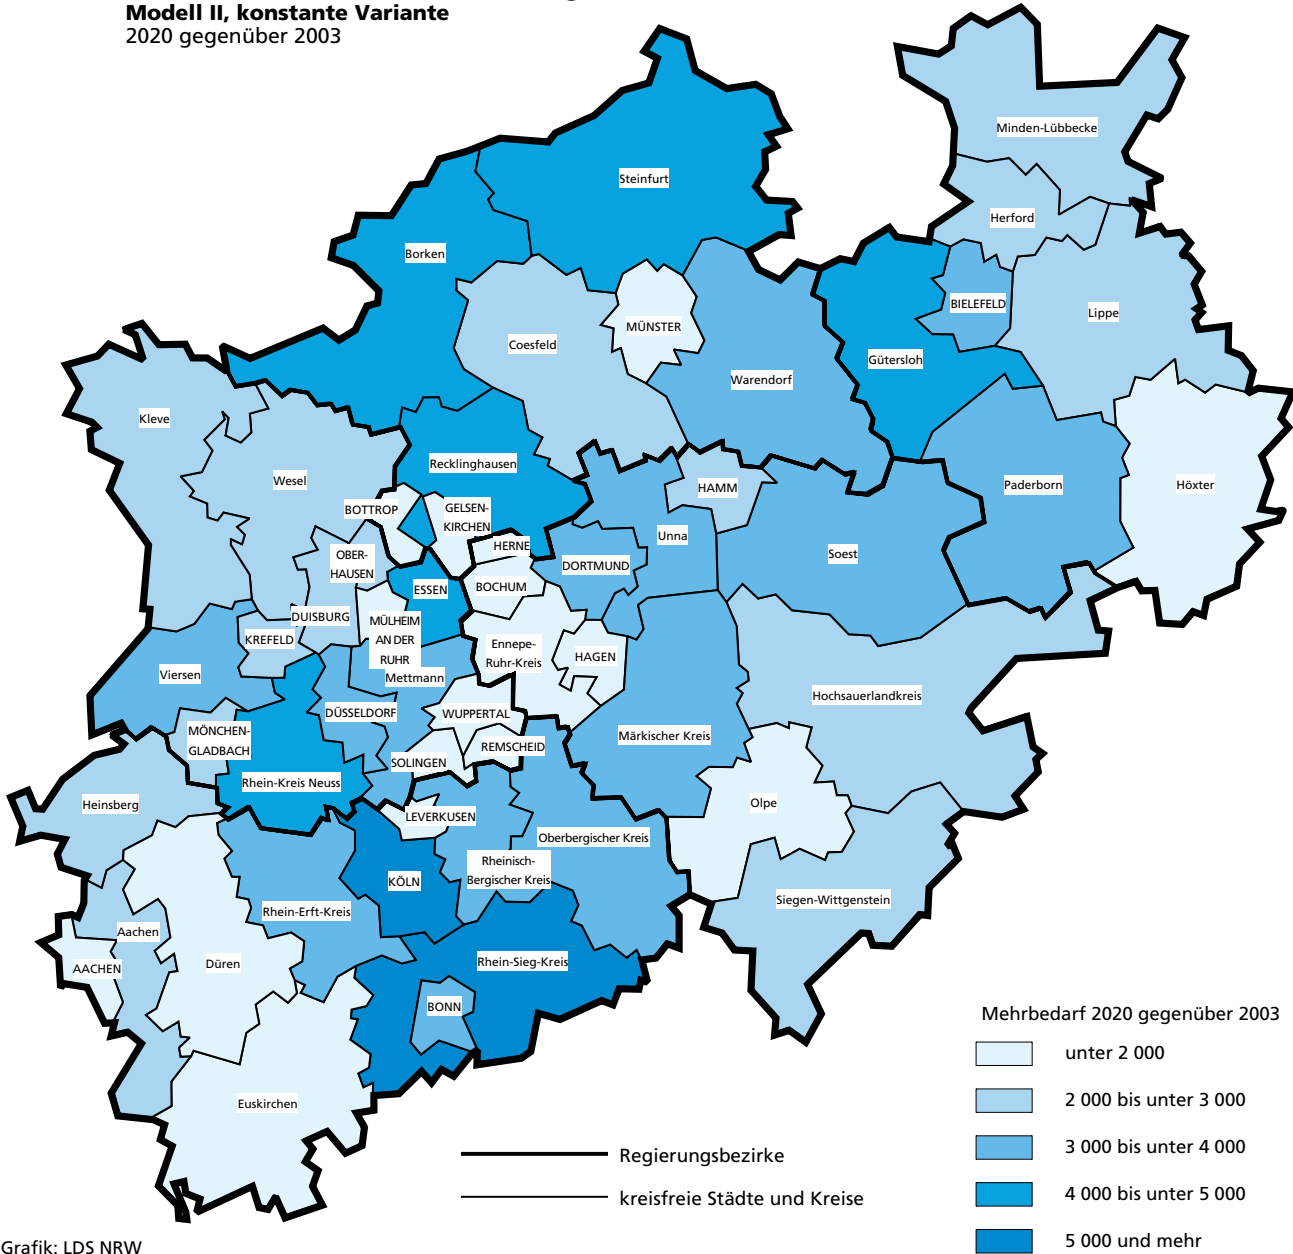 Modell II, konstante Variante
2020 gegenüber 2003
Minden-Lübbecke
Steinfurt
Herford
Borken
BIELEFELD
Lippe
MÜNSTER
Coesfeld
Gütersloh
Warendorf
Kleve
Recklinghausen
Wesel
HAMM
Paderborn
Höxter
BOTTROP
GELSEN-
KIRCHEN
Unna
HERNE
Soest
OBER-
HAUSEN
DORTMUND
ESSEN
BOCHUM
DUISBURG
MÜLHEIM
AN DER
RUHR
KREFELD
Ennepe-
Ruhr-Kreis
HAGEN
Viersen
Mettmann
Hochsauerlandkreis
DÜSSELDORF
WUPPERTAL
MÖNCHEN-
GLADBACH
Märkischer Kreis
REMSCHEID
SOLINGEN
Rhein-Kreis Neuss
Heinsberg
Olpe
LEVERKUSEN
Oberbergischer Kreis
Rheinisch-
Bergischer Kreis
KÖLN
Siegen-Wittgenstein
Rhein-Erft-Kreis
Aachen
AACHEN
Düren
Rhein-Sieg-Kreis
BONN
Euskirchen
Mehrbedarf 2020 gegenüber 2003
unter 2 000
2 000 bis unter 3 000
3 000 bis unter 4 000
4 000 bis unter 5 000
5 000 und mehr
Regierungsbezirke
kreisfreie Städte und Kreise
Grafik: LDS NRW